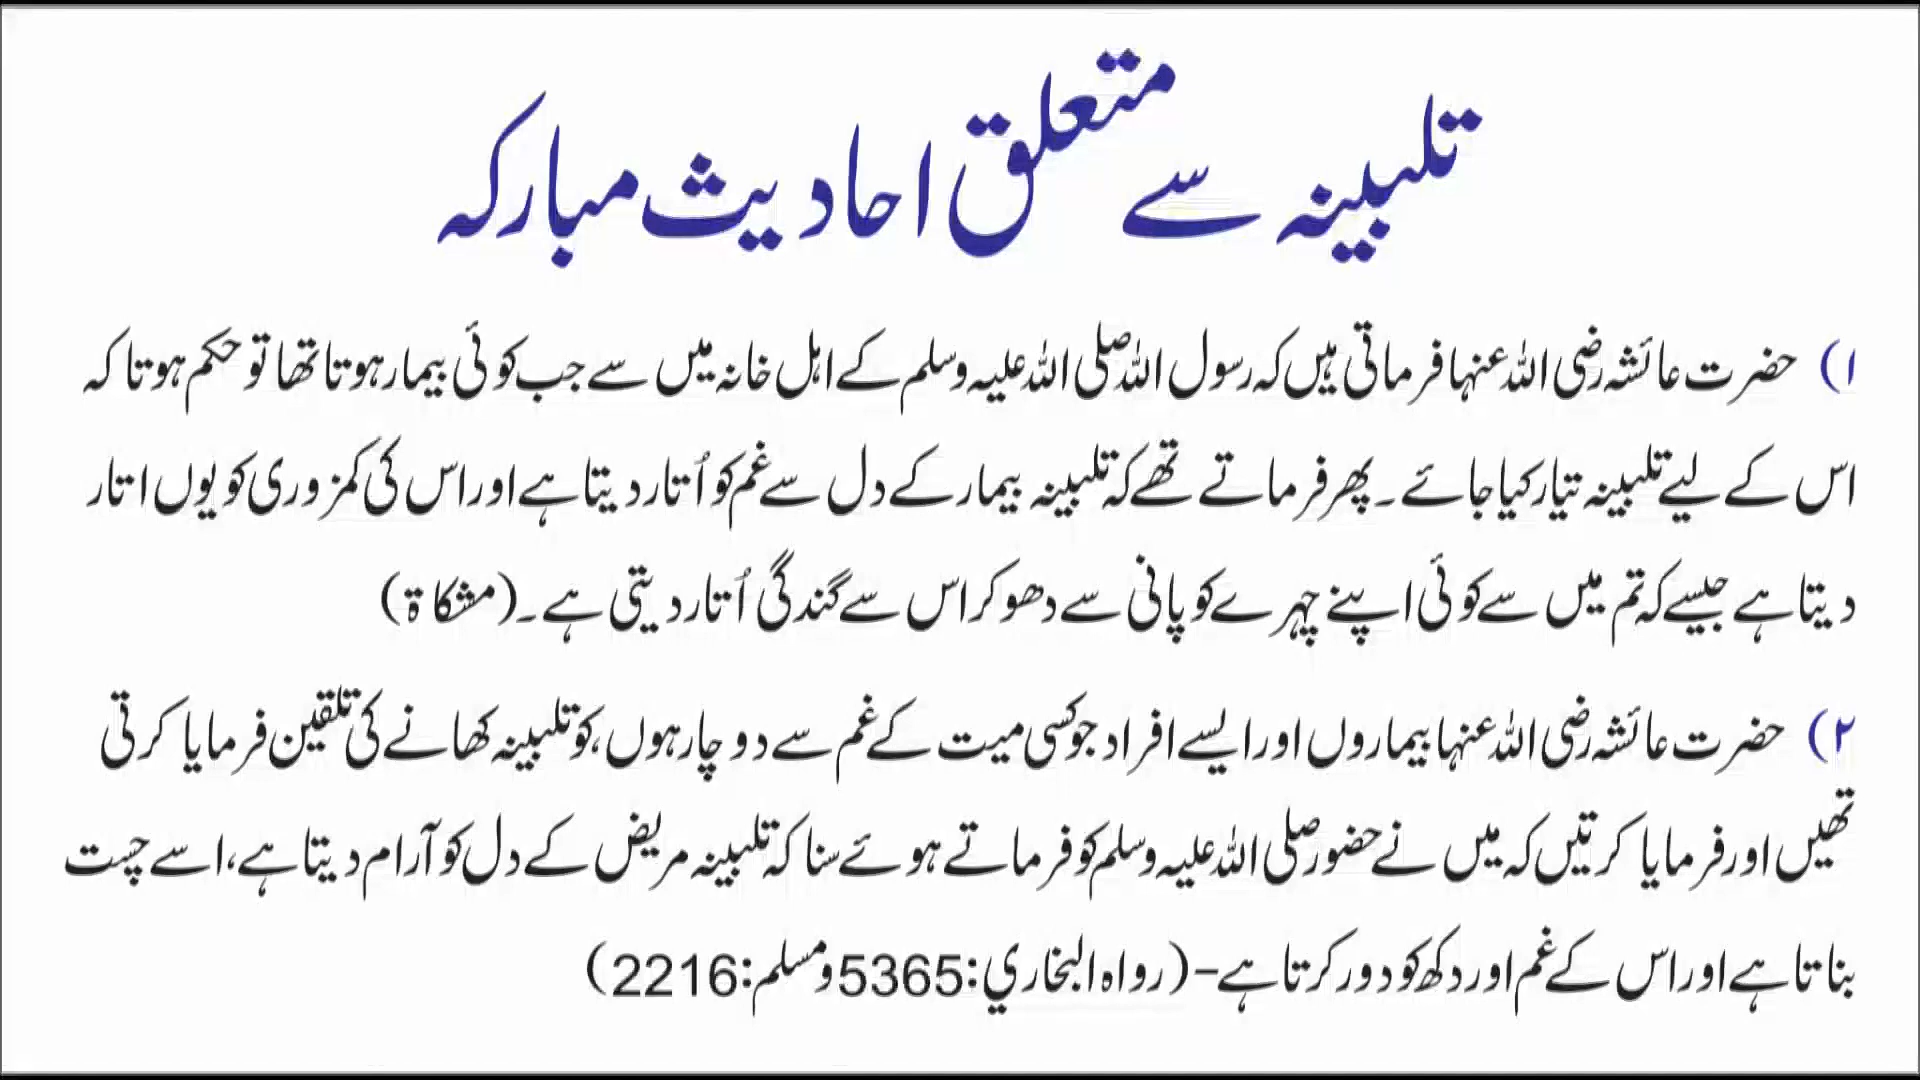 تلبینہ سے متعلق احادیث مبارکہ
۱) حضرت عائشہ رضی اللہ عنہا فرماتی ہیں کہ رسول اللہ صلی اللہ علیہ وسلم کے اہل خانہ میں سے جب کوئی بیمار ہوتا تھا تو حکم ہوتا کہ
اس کے لیے تلبینہ تیار کیا جائے۔ پھر فرماتے تھے کہ تلبینہ بیمار کے دل سے غم کو اُتار دیتا ہے اور اس کی کمزوری کو یوں اتار
دیتا ہے جیسے کہ تم میں سے کوئی اپنے چہرے کو پانی سے دھو کر اس سے گندگی اُتار دیتی ہے۔ (مشکاۃ)
۲) حضرت عائشہ رضی اللہ عنہا بیماروں اور ایسے افراد جو کسی میت کے غم سے دو چار ہوں، کو تلبینہ کھانے کی تلقین فرمایا کرتی
تھیں اور فرمایا کرتیں کہ میں نے حضور صلی اللہ علیہ وسلم کو فرماتے ہوئے سنا کہ تلبینہ مریض کے دل کو آرام دیتا ہے، اسے چست
بناتا ہے اور اس کے غم اور دکھ کو دور کرتا ہے- (رواہ البخاري: 5365 و مسلم: 2216)